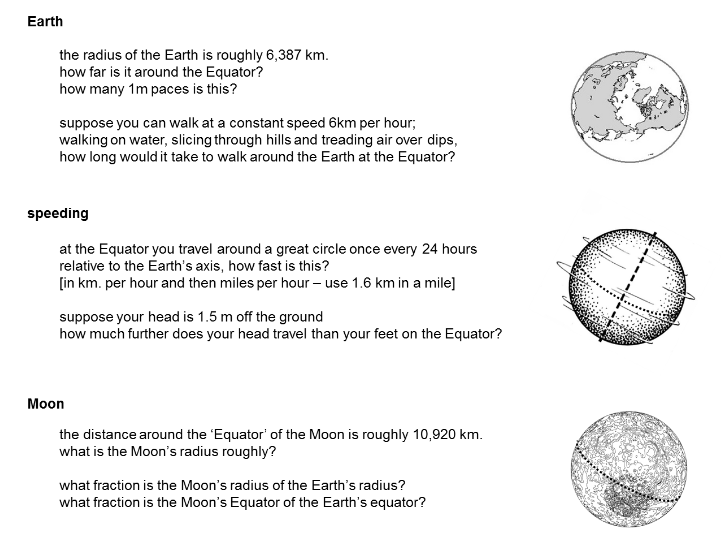 Earth
the radius of the Earth is roughly 6,387 km.
how far is it around the Equator?
how many 1m paces is this?
suppose you can walk at a constant speed 6km per hour;
walking on water, slicing through hills and treading air over dips,
how long would it take to walk around the Earth at the Equator?
speeding
at the Equator you travel around a great circle once every 24 hours
relative to the Earth’s axis, how fast is this?
[in km. per hour and then miles per hour – use 1.6 km in a mile]
suppose your head is 1.5 m off the ground
how much further does your head travel than your feet on the Equator?
Moon
the distance around the ‘Equator’ of the Moon is roughly 10,920 km.
what is the Moon’s radius roughly?
what fraction is the Moon’s radius of the Earth’s radius?
what fraction is the Moon’s Equator of the Earth’s equator?